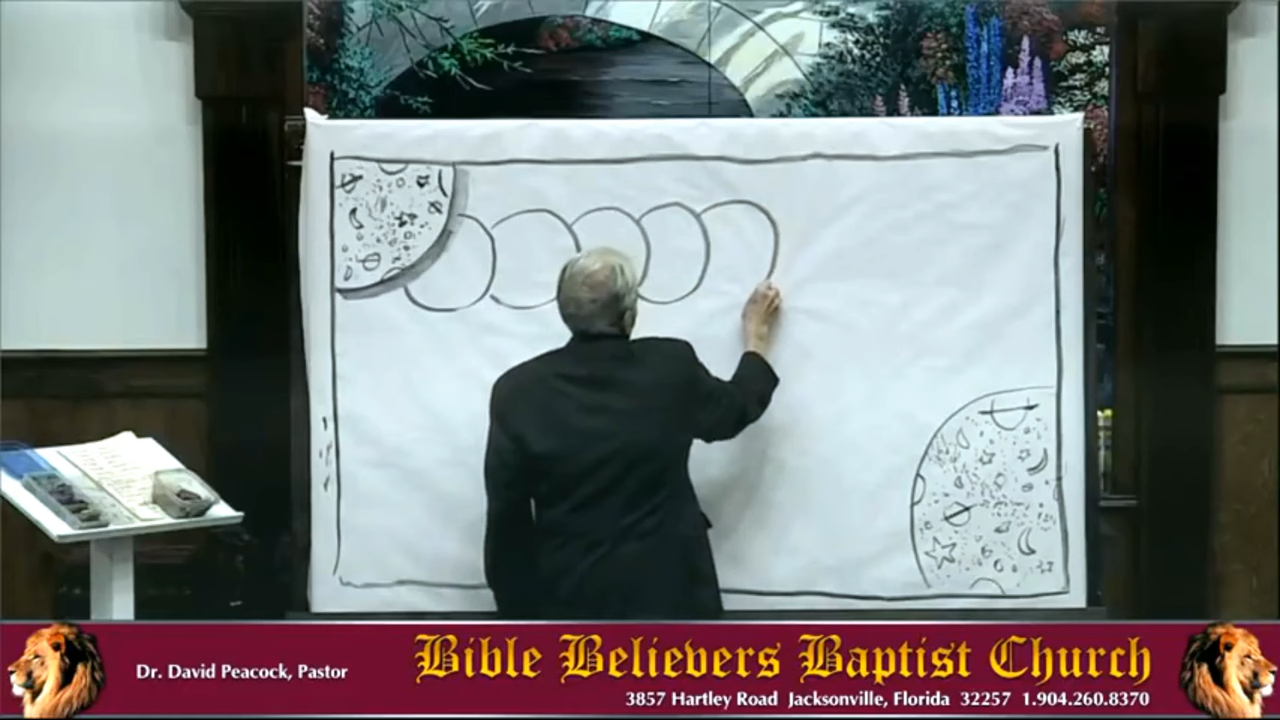 Dr. David Peacock, Pastor
Bible Believers Baptist Church
3857 Hartley Road Jacksonville, Florida 32257 1.904.260.8370